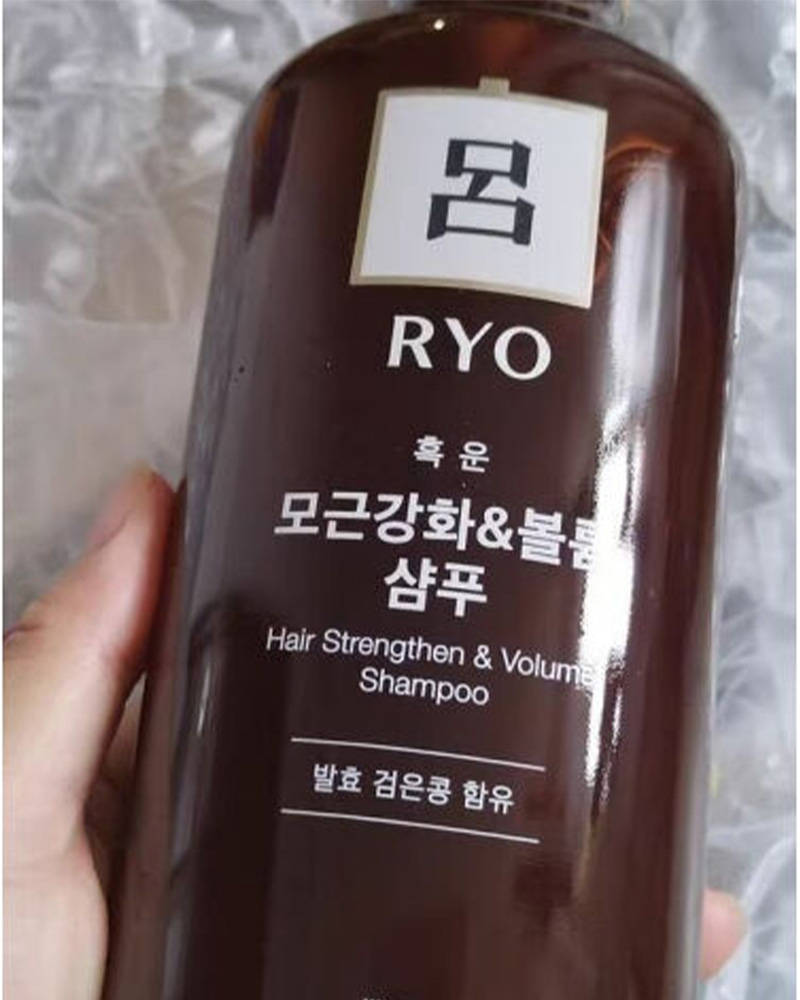 呂
RYO
흑 운
모근강화&볼륨
샴푸
Hair Strengthen & Volume
Shampoo
발효 검은콩 함유